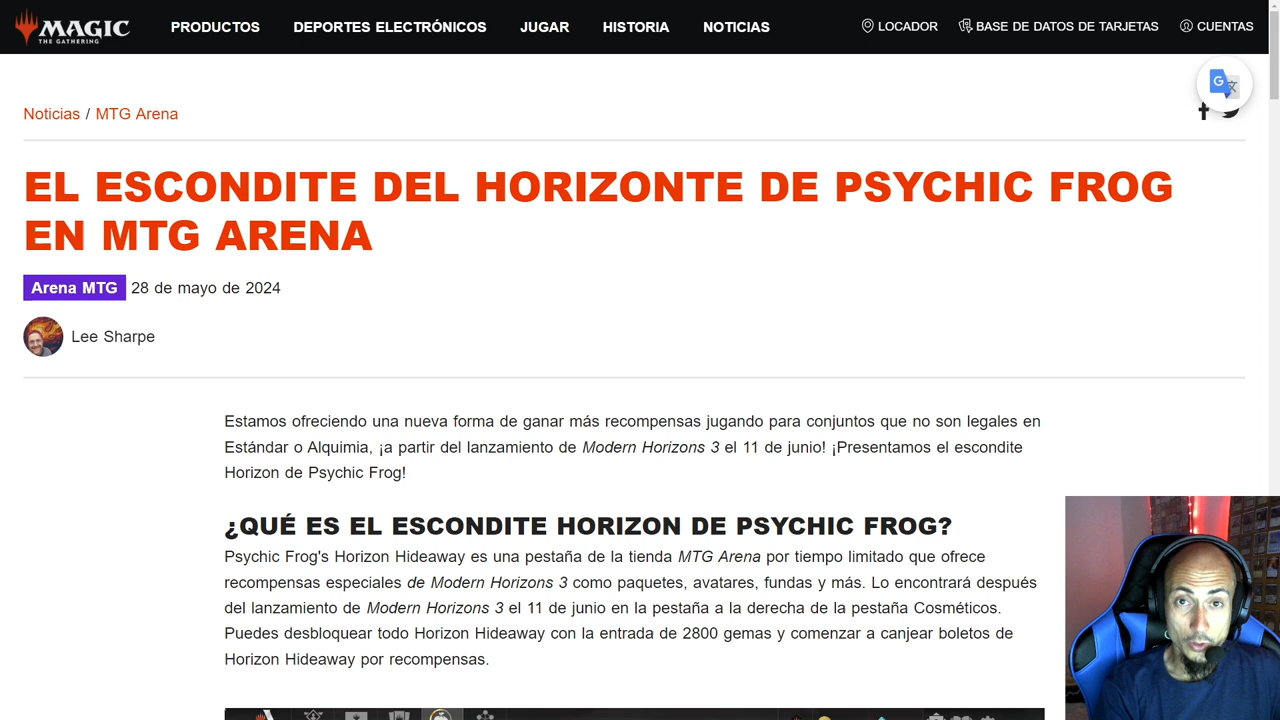 MAGIC
THE GATHERING
PRODUCTOS
DEPORTES ELECTRÓNICOS
JUGAR
HISTORIA
NOTICIAS
LOCADOR
BASE DE DATOS DE TARJETAS
CUENTAS
Noticias / MTG Arena
EL ESCONDITE DEL HORIZONTE DE PSYCHIC FROG
EN MTG ARENA
Arena MTG 28 de mayo de 2024
Lee Sharpe
Estamos ofreciendo una nueva forma de ganar más recompensas jugando para conjuntos que no son legales en
Estándar o Alquimia, ¡a partir del lanzamiento de Modern Horizons 3 el 11 de junio! ¡Presentamos el escondite
Horizon de Psychic Frog!
¿QUÉ ES EL ESCONDITE HORIZON DE PSYCHIC FROG?
Psychic Frog's Horizon Hideaway es una pestaña de la tienda MTG Arena por tiempo limitado que ofrece
recompensas especiales de Modern Horizons 3 como paquetes, avatares, fundas y más. Lo encontrará después
del lanzamiento de Modern Horizons 3 el 11 de junio en la pestaña a la derecha de la pestaña Cosméticos.
Puedes desbloquear todo Horizon Hideaway con la entrada de 2800 gemas y comenzar a canjear boletos de
Horizon Hideaway por recompensas.